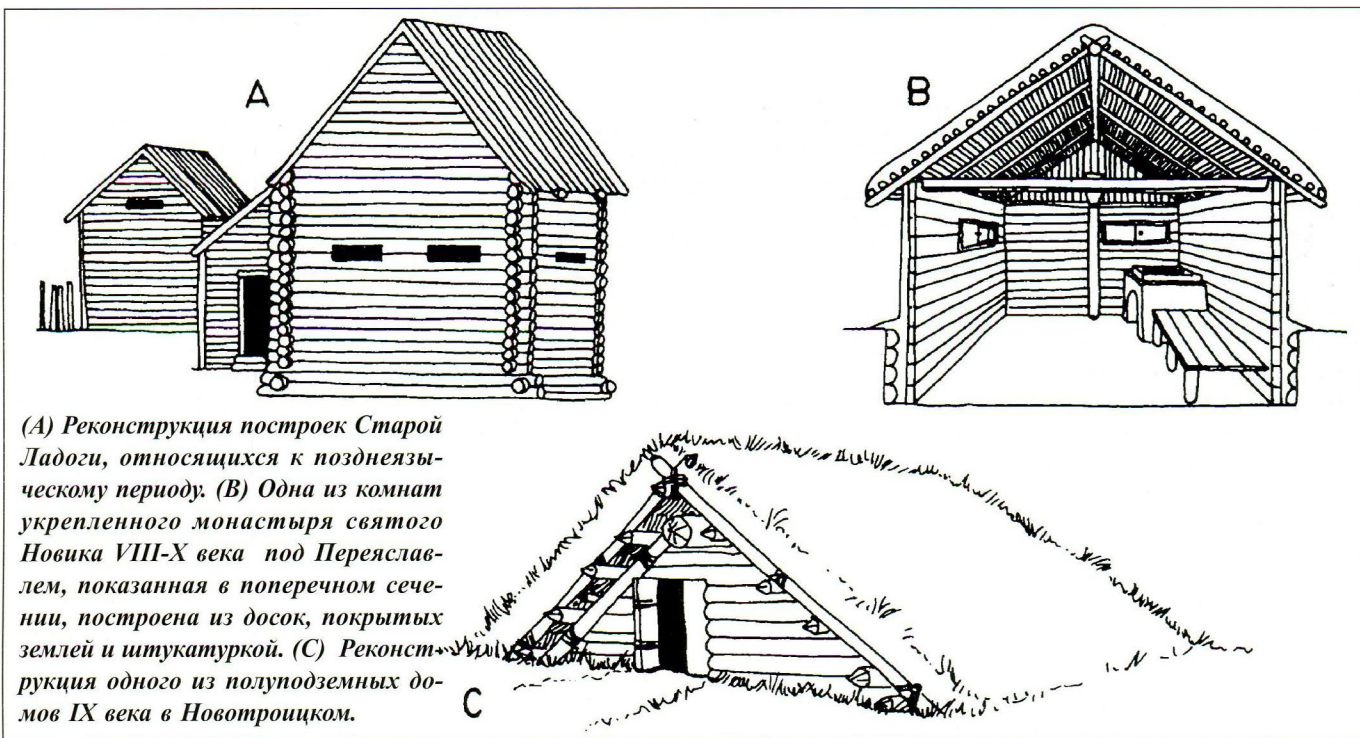 A
B
(A) Реконструкция построек Старой
Ладоги, относящихся к позднеязы-
ческому периоду. (B) Одна из комнат
укрепленного монастыря святого
Новика VIII-X века под Переяслав-
лем, показанная в поперечном сече-
нии, построена из досок, покрытых
землей и штукатуркой. (C) Реконст-
рукция одного из полуподземных до-
мов IX века в Новотроицком.
C